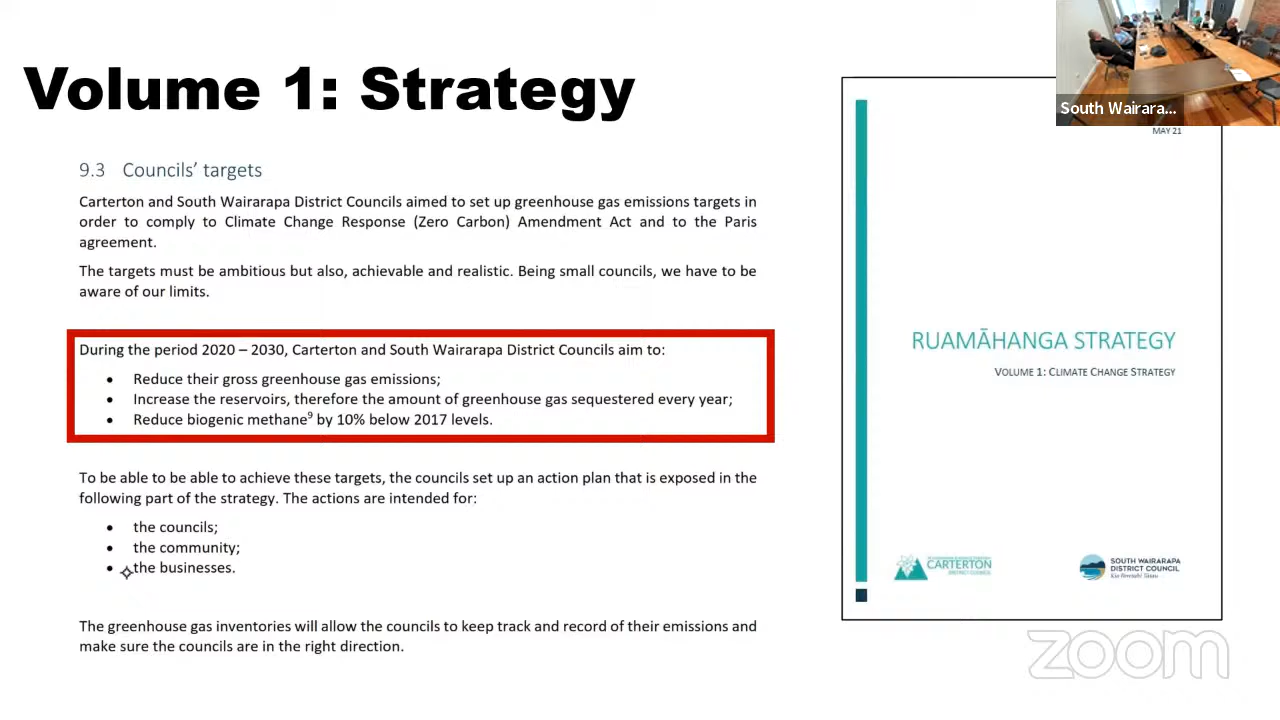 Volume 1: Strategy
9.3 Councils’ targets
Carterton and South Wairarapa District Councils aimed to set up greenhouse gas emissions targets in
order to comply to Climate Change Response (Zero Carbon) Amendment Act and to the Paris
agreement.
The targets must be ambitious but also, achievable and realistic. Being small councils, we have to be
aware of our limits.
During the period 2020 – 2030, Carterton and South Wairarapa District Councils aim to:
• Reduce their gross greenhouse gas emissions;
• Increase the reservoirs, therefore the amount of greenhouse gas sequestered every year;
• Reduce biogenic methane⁹ by 10% below 2017 levels.
To be able to be able to achieve these targets, the councils set up an action plan that is exposed in the
following part of the strategy. The actions are intended for:
• the councils;
• the community;
• the businesses.
The greenhouse gas inventories will allow the councils to keep track and record of their emissions and
make sure the councils are in the right direction.
South Wairara...
MAY 21
RUAMĀHANGA STRATEGY
VOLUME 1: CLIMATE CHANGE STRATEGY
CARTERTON
DISTRICT COUNCIL
SOUTH WAIRARAPA
DISTRICT COUNCIL
Kia Reretahi Tātau
zoom